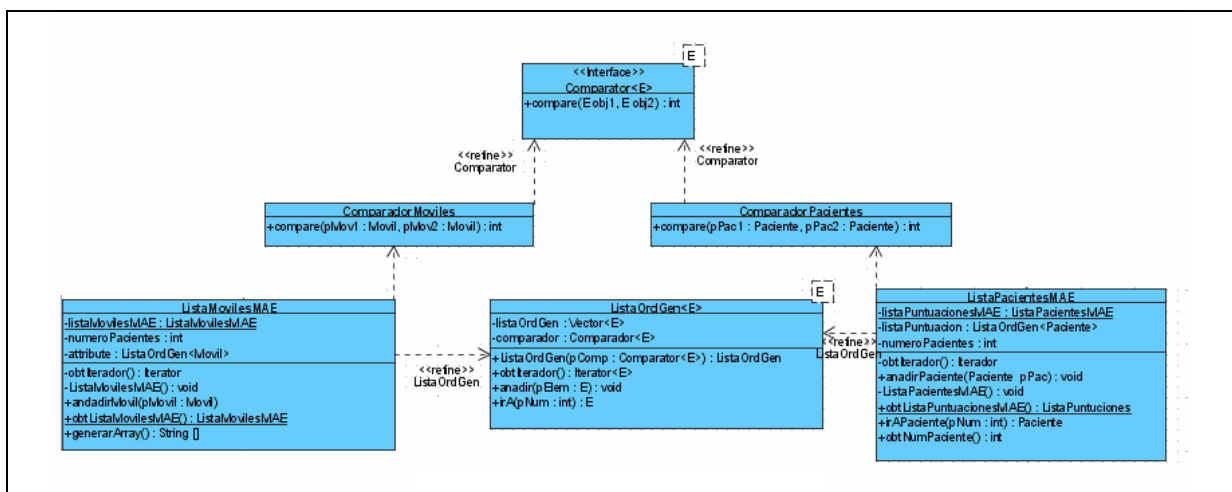 E
<<Interface>>
Comparator<E>
+compare(E obj1, E obj2) : int
<<refine>>
Comparator
<<refine>>
Comparator
ComparadorMoviles
+compare(pMov1 : Movil, pMov2 : Movil) : int
ComparadorPacientes
+compare(pPac1 : Paciente, pPac2 : Paciente) : int
ListaMovilesMAE
-listaMovilesMAE : ListaMovilesMAE
-numeroPacientes : int
-attribute : ListaOrdGen<Movil>
-obtIterador() : Iterator
-ListaMovilesMAE() : void
+andadirMovil(pMovil : Movil)
+obtListaMovilesMAE() : ListaMovilesMAE
+generarArray() : String []
<<refine>>
ListaOrdGen
E
ListaOrdGen<E>
-listaOrdGen : Vector<E>
-comparador : Comparador<E>
+ListaOrdGen(pComp : Comparator<E>) : ListaOrdGen
+obtIterador() : Iterator<E>
+anadir(pElem : E) : void
+irA(pNum : int) : E
<<refine>>
ListaOrdGen
ListaPacientesMAE
-listaPuntuacionesMAE : ListaPacientesMAE
-listaPuntuacion : ListaOrdGen<Paciente>
-numeroPacientes : int
-obtIterador() : Iterador
+anadirPaciente(Paciente pPac) : void
-ListaPacientesMAE() : void
+obtListaPuntuacionesMAE() : ListaPuntuciones
+irAPaciente(pNum : int) : Paciente
+obtNumPaciente() : int